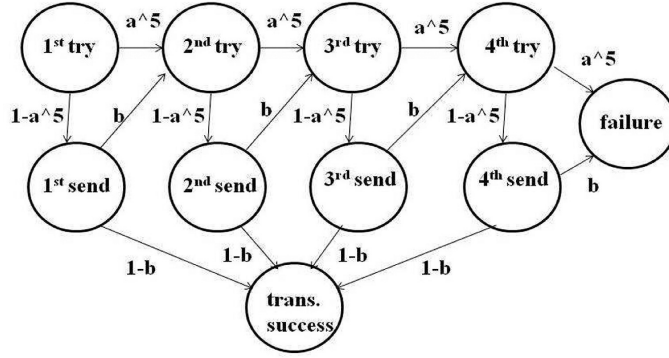 1st try a^5 2nd try a^5 3rd try a^5 4th try a^5
1-a^5 b 1-a^5 b 1-a^5 b 1-a^5 failure
1st send 2nd send 3rd send 4th send b
1-b 1-b 1-b 1-b
trans.
success